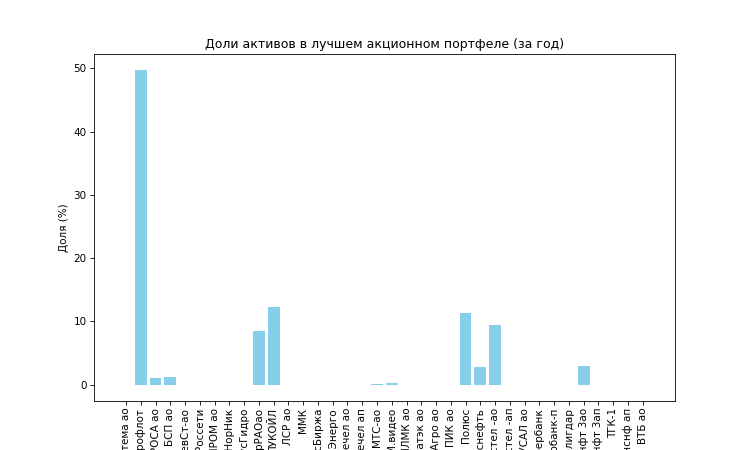 Доли активов в лучшем акционном портфеле (за год)
Доля (%)
50
40
30
20
10
0
тема ао
рофлот
РОСА ао
БСП ао
евСт-ао
Россети
ПРОМ ао
НорНик
сГидро
рРАОао
ЛУКОЙЛ
ЛСР ао
ММК
сБиржа
Энерго
ечел ао
ечел ап
МТС-ао
М.видео
НЛМК ао
атэк ао
Агро ао
ПИК ао
Полюс
снефть
стел -ао
стел -ап
УСАЛ ао
ербанк
рбанк-п
лигдар
нфт 3ао
нфт 3ап
ТГК-1
нснф ап
ВТБ ао